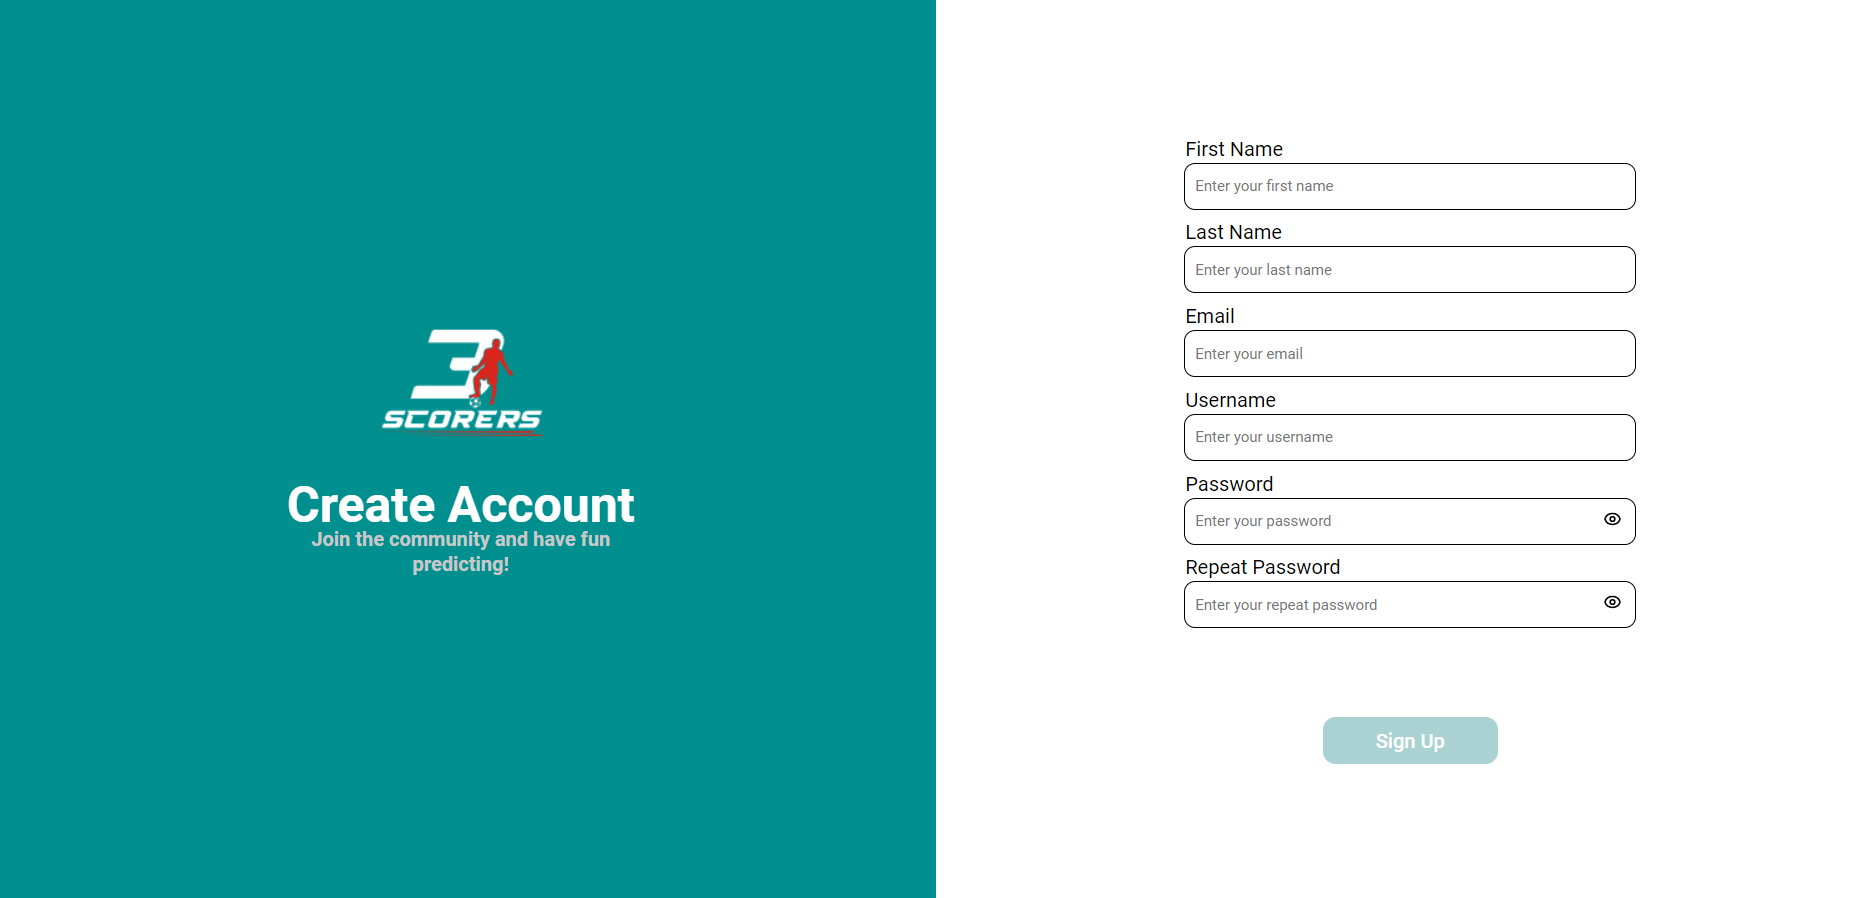 3
SCORERS
Create Account
Join the community and have fun
predicting!
First Name
Enter your first name
Last Name
Enter your last name
Email
Enter your email
Username
Enter your username
Password
Enter your password
Repeat Password
Enter your repeat password
Sign Up